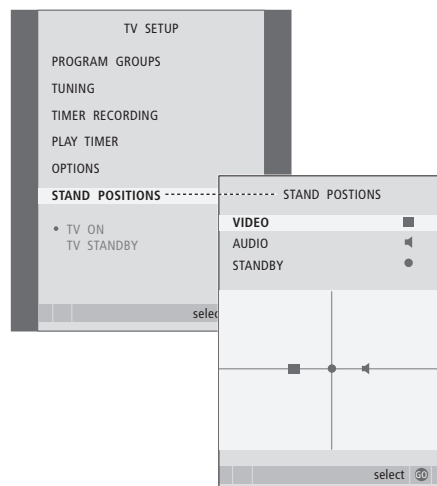 TV SETUP
PROGRAM GROUPS
TUNING
TIMER RECORDING
PLAY TIMER
OPTIONS
STAND POSITIONS
• TV ON
TV STANDBY
selec
STAND POSTIONS
VIDEO
AUDIO
STANDBY
select GO